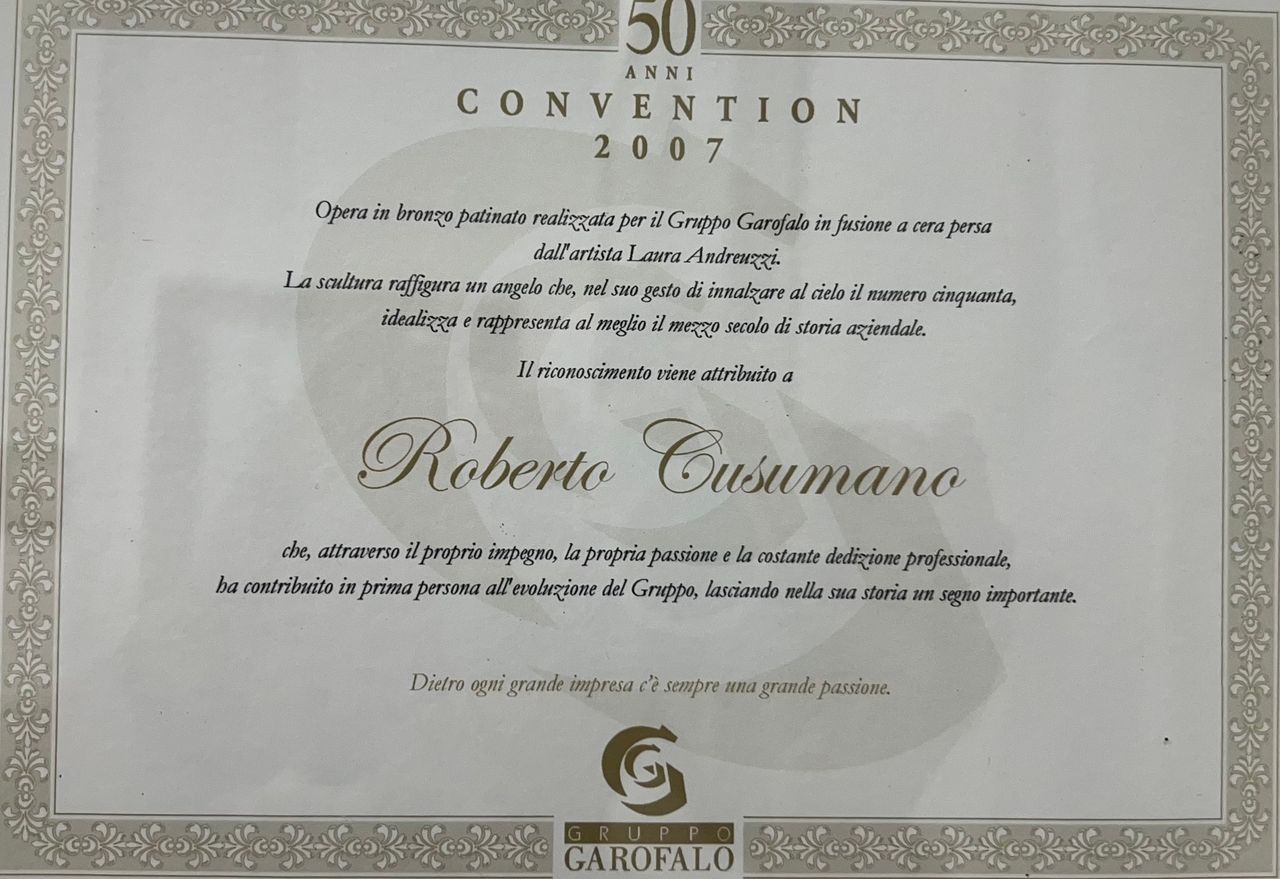 50
ANNI
CONVENTION
2007
Opera in bronzo patinato realizzata per il Gruppo Garofalo in fusione a cera persa
dall'artista Laura Andreuzzi.
La scultura raffigura un angelo che, nel suo gesto di innalzare al cielo il numero cinquanta,
idealizza e rappresenta al meglio il mezzo secolo di storia aziendale.
Il riconoscimento viene attribuito a
Roberto Cusumano
che, attraverso il proprio impegno, la propria passione e la costante dedizione professionale,
ha contribuito in prima persona all'evoluzione del Gruppo, lasciando nella sua storia un segno importante.
Dietro ogni grande impresa c'è sempre una grande passione.
GRUPPO
GAROFALO